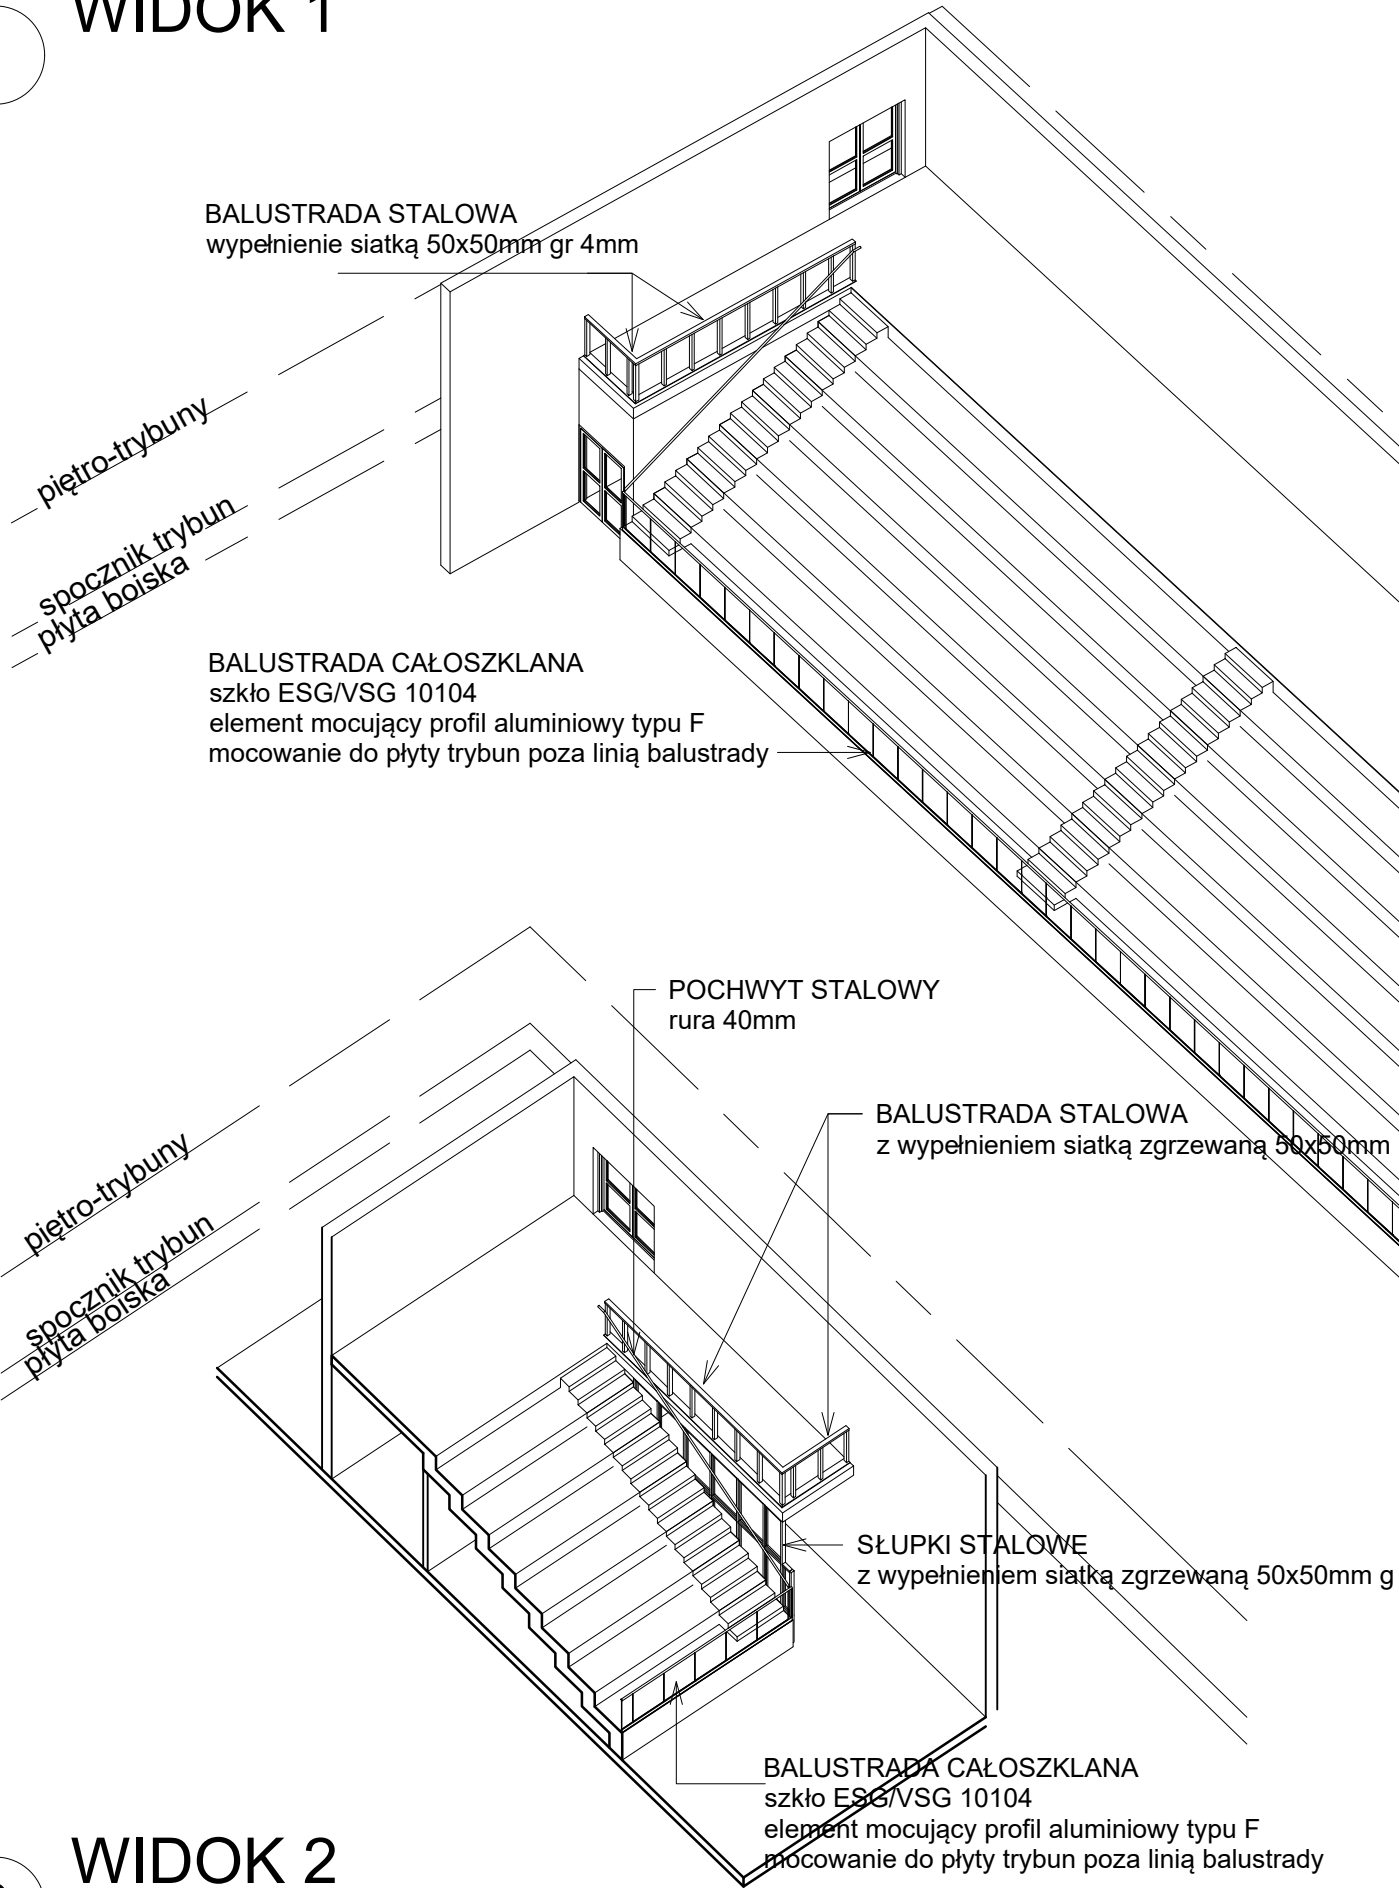 WIDOK 1
BALUSTRADA STALOWA
wypełnienie siatką 50x50mm gr 4mm
piętro-trybuny
spocznik trybun
płyta boiska
BALUSTRADA CAŁOSZKLANA
szkło ESG/VSG 10104
element mocujący profil aluminiowy typu F
mocowanie do płyty trybun poza linią balustrady
POCHWYT STALOWY
rura 40mm
BALUSTRADA STALOWA
z wypełnieniem siatką zgrzewaną 50x50mm
piętro-trybuny
spocznik trybun
płyta boiska
SŁUPKI STALOWE
z wypełnieniem siatką zgrzewaną 50x50mm g
BALUSTRADA CAŁOSZKLANA
szkło ESG/VSG 10104
element mocujący profil aluminiowy typu F
mocowanie do płyty trybun poza linią balustrady
WIDOK 2